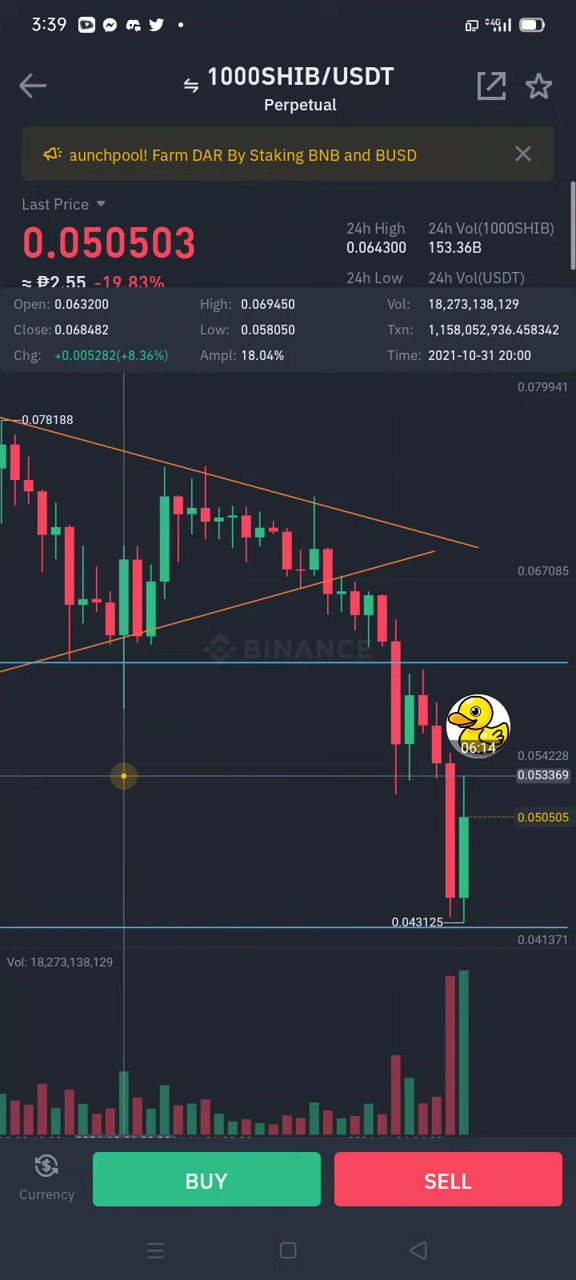 3:39
4G
1000SHIB/USDT
Perpetual
aunchpool! Farm DAR By Staking BNB and BUSD
Last Price
0.050503
24h High
24h Vol(1000SHIB)
0.064300
153.36B
≈ ₱2.55 -19.83%
24h Low
24h Vol(USDT)
Open: 0.063200 High: 0.069450 Vol: 18,273,138,129
Close: 0.068482 Low: 0.058050 Txn: 1,158,052,936.458342
Chg: +0.005282(+8.36%) Ampl: 18.04% Time: 2021-10-31 20:00
0.079941
0.078188
0.067085
BINANCE
06:14
0.054228
0.053369
0.050505
0.043125
0.041371
Vol: 18,273,138,129
Currency
BUY
SELL